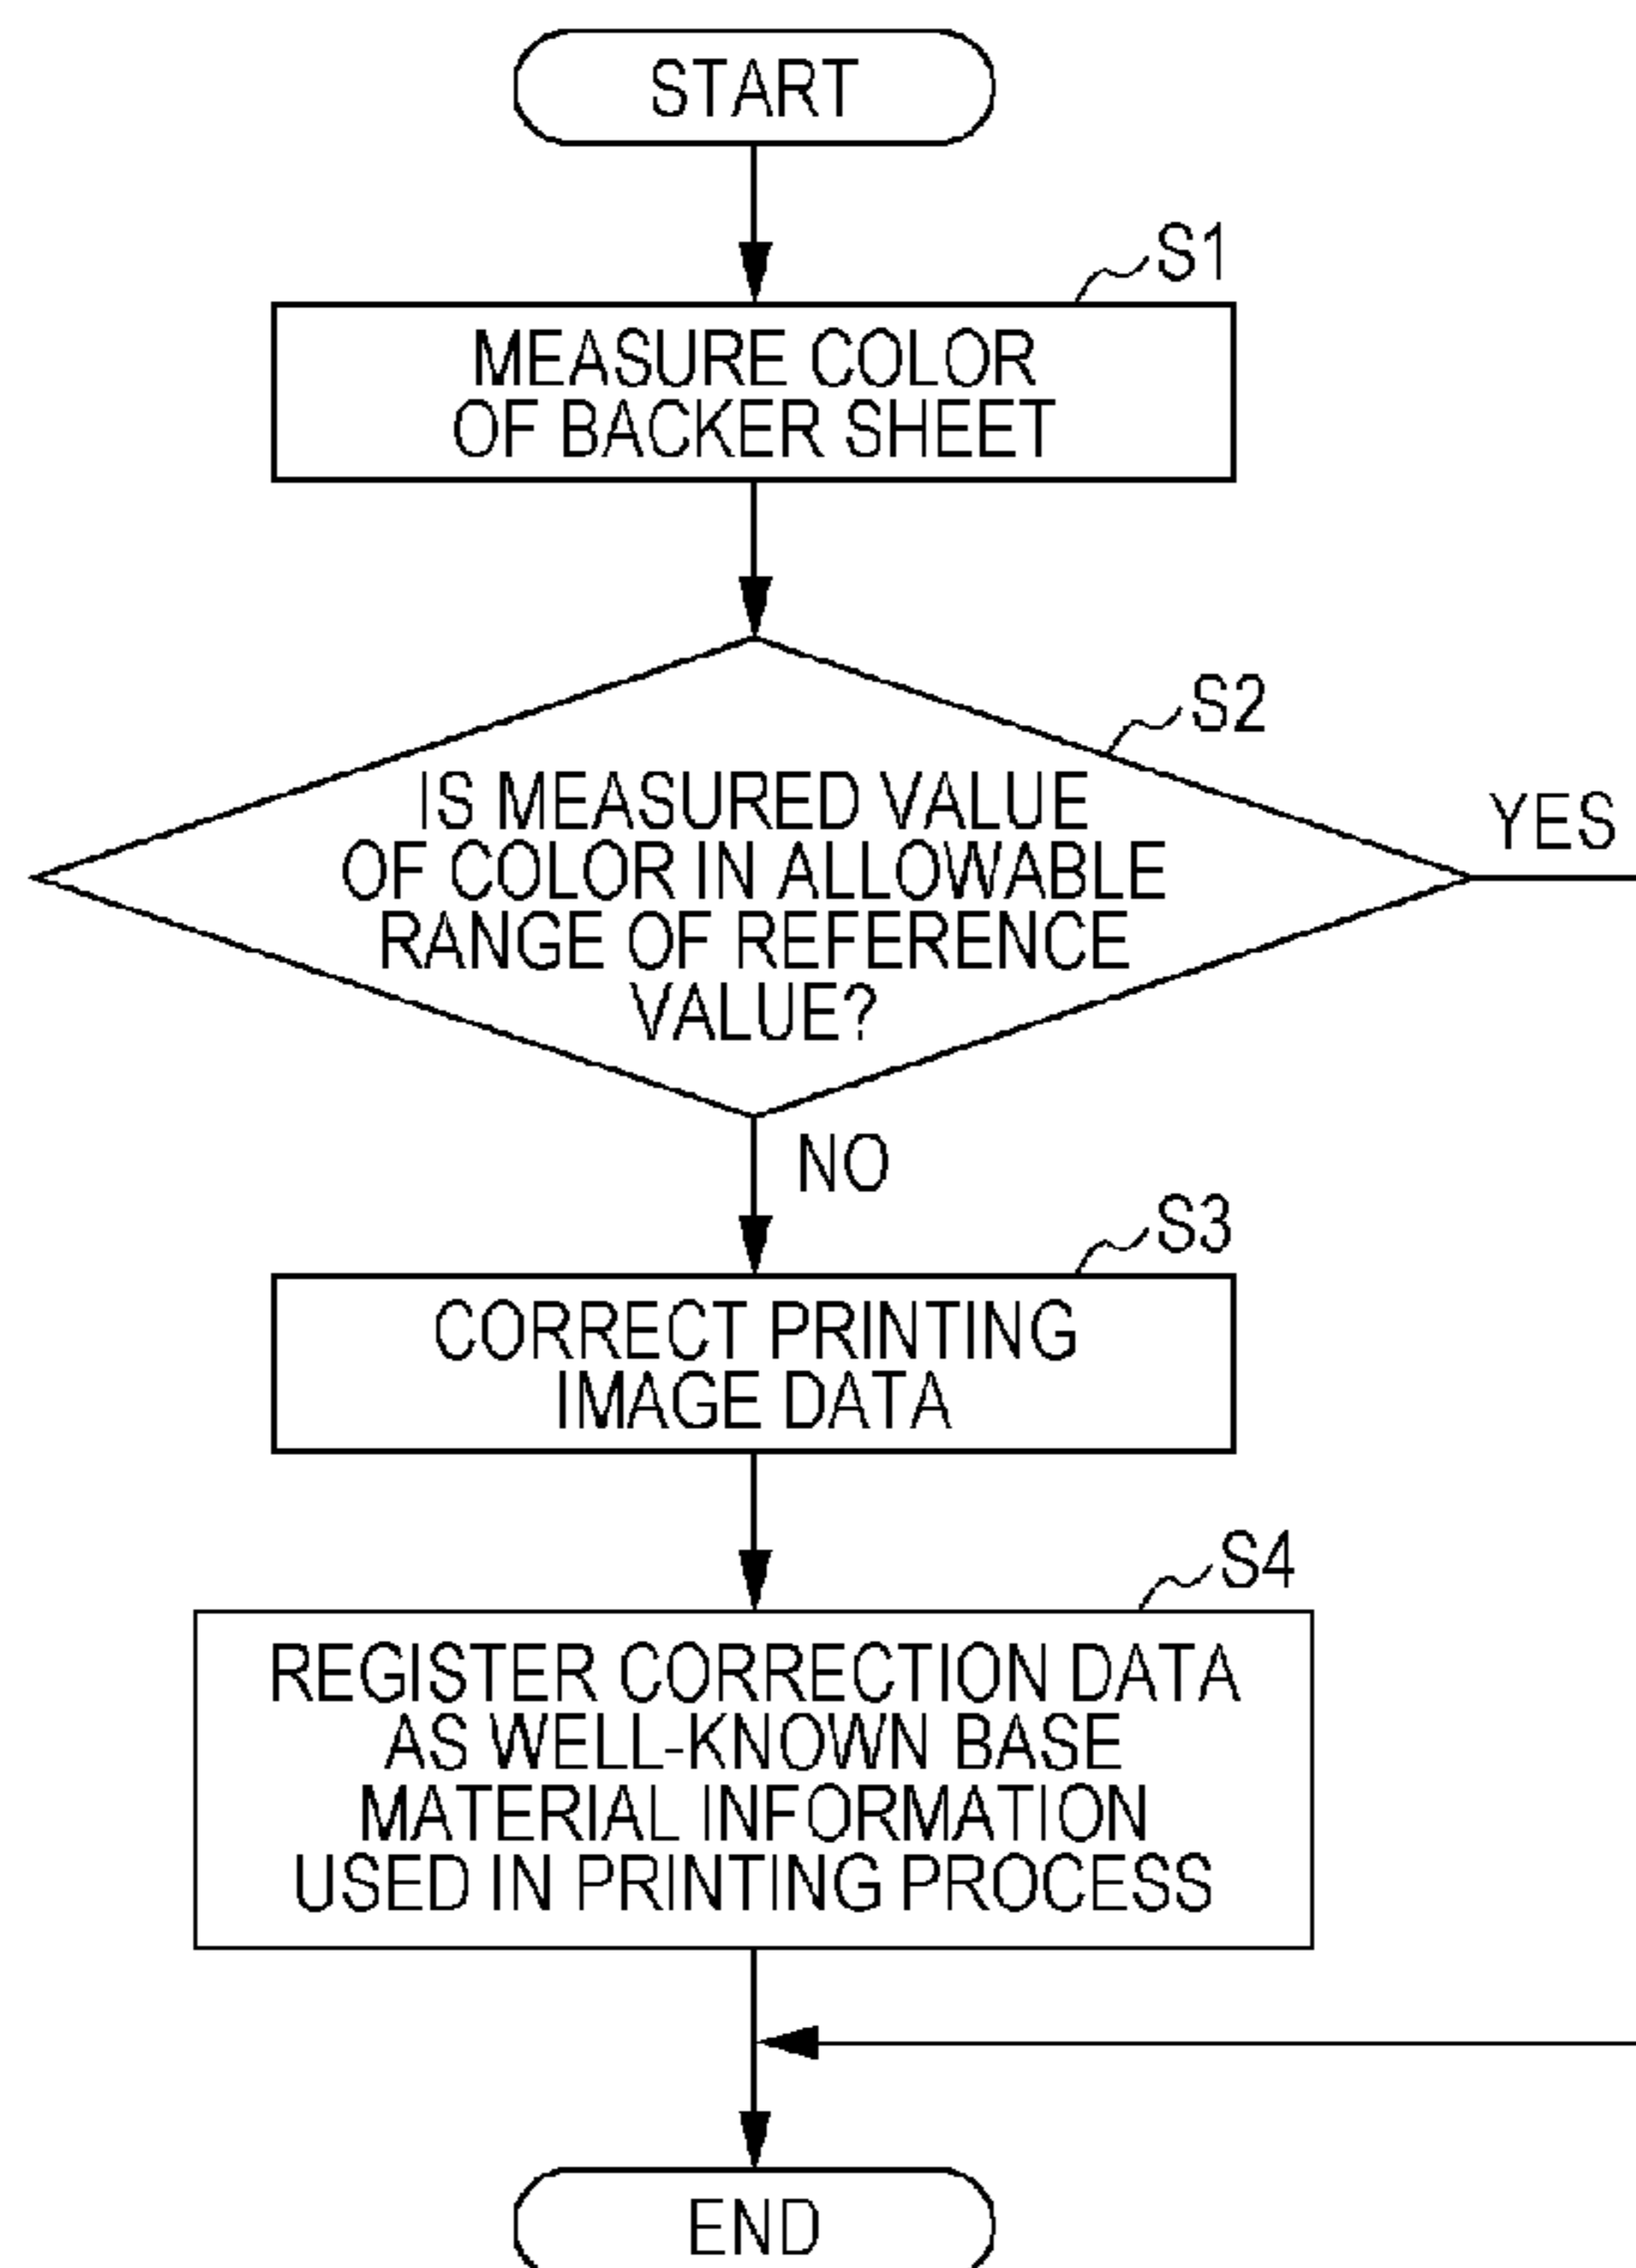 START
S1
MEASURE COLOR
OF BACKER SHEET
S2
IS MEASURED VALUE
OF COLOR IN ALLOWABLE
RANGE OF REFERENCE
VALUE?
YES
NO
S3
CORRECT PRINTING
IMAGE DATA
S4
REGISTER CORRECTION DATA
AS WELL-KNOWN BASE
MATERIAL INFORMATION
USED IN PRINTING PROCESS
END